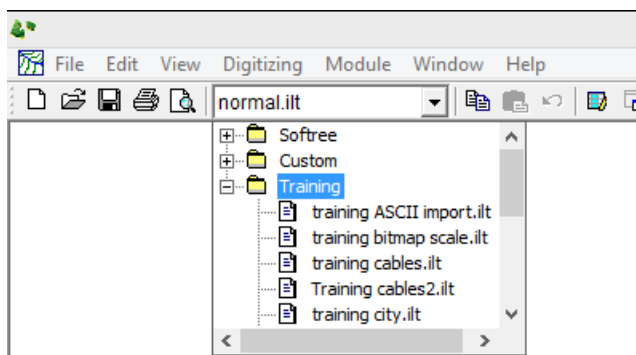 File Edit View Digitizing Module Window Help
normal.ilt
Softree
Custom
Training
training ASCII import.ilt
training bitmap scale.ilt
training cables.ilt
Training cables2.ilt
training city.ilt